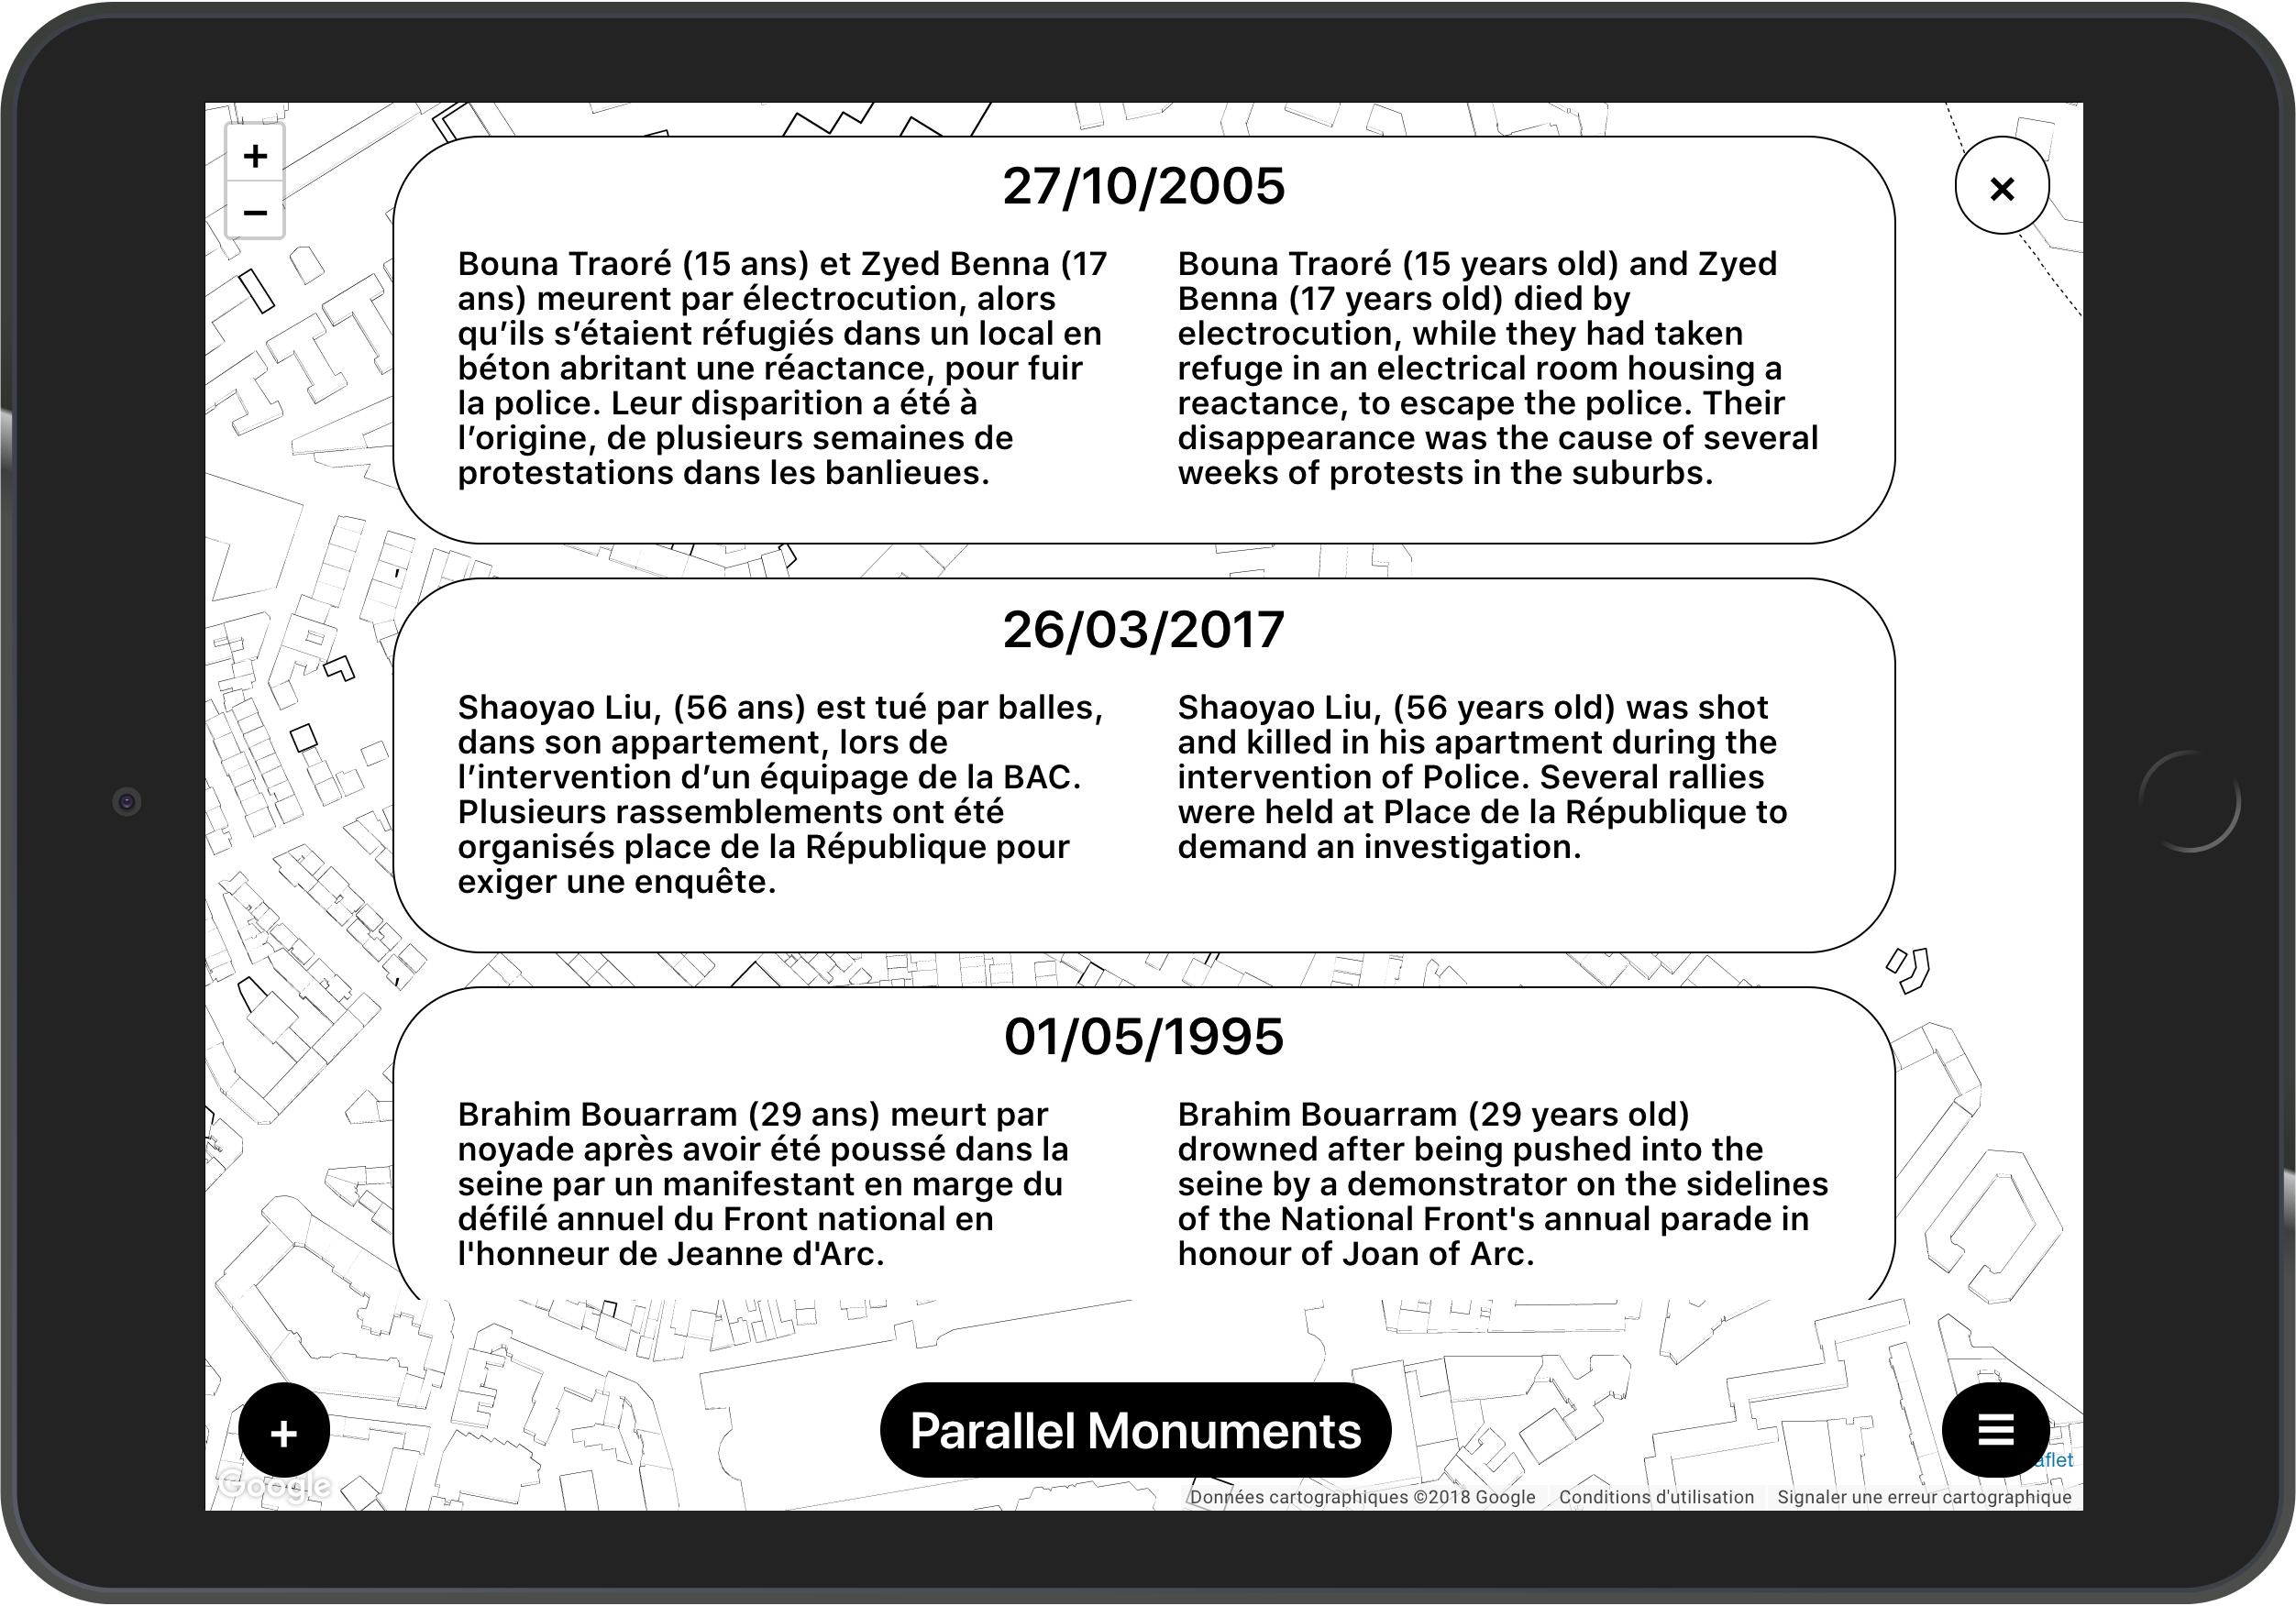 +
−
×
27/10/2005
Bouna Traoré (15 ans) et Zyed Benna (17
ans) meurent par électrocution, alors
qu’ils s’étaient réfugiés dans un local en
béton abritant une réactance, pour fuir
la police. Leur disparition a été à
l’origine, de plusieurs semaines de
protestations dans les banlieues.
Bouna Traoré (15 years old) and Zyed
Benna (17 years old) died by
electrocution, while they had taken
refuge in an electrical room housing a
reactance, to escape the police. Their
disappearance was the cause of several
weeks of protests in the suburbs.
26/03/2017
Shaoyao Liu, (56 ans) est tué par balles,
dans son appartement, lors de
l’intervention d’un équipage de la BAC.
Plusieurs rassemblements ont été
organisés place de la République pour
exiger une enquête.
Shaoyao Liu, (56 years old) was shot
and killed in his apartment during the
intervention of Police. Several rallies
were held at Place de la République to
demand an investigation.
01/05/1995
Brahim Bouarram (29 ans) meurt par
noyade après avoir été poussé dans la
seine par un manifestant en marge du
défilé annuel du Front national en
l'honneur de Jeanne d'Arc.
Brahim Bouarram (29 years old)
drowned after being pushed into the
seine by a demonstrator on the sidelines
of the National Front's annual parade in
honour of Joan of Arc.
+
Parallel Monuments
aflet
Google
Données cartographiques ©2018 Google Conditions d'utilisation Signaler une erreur cartographique